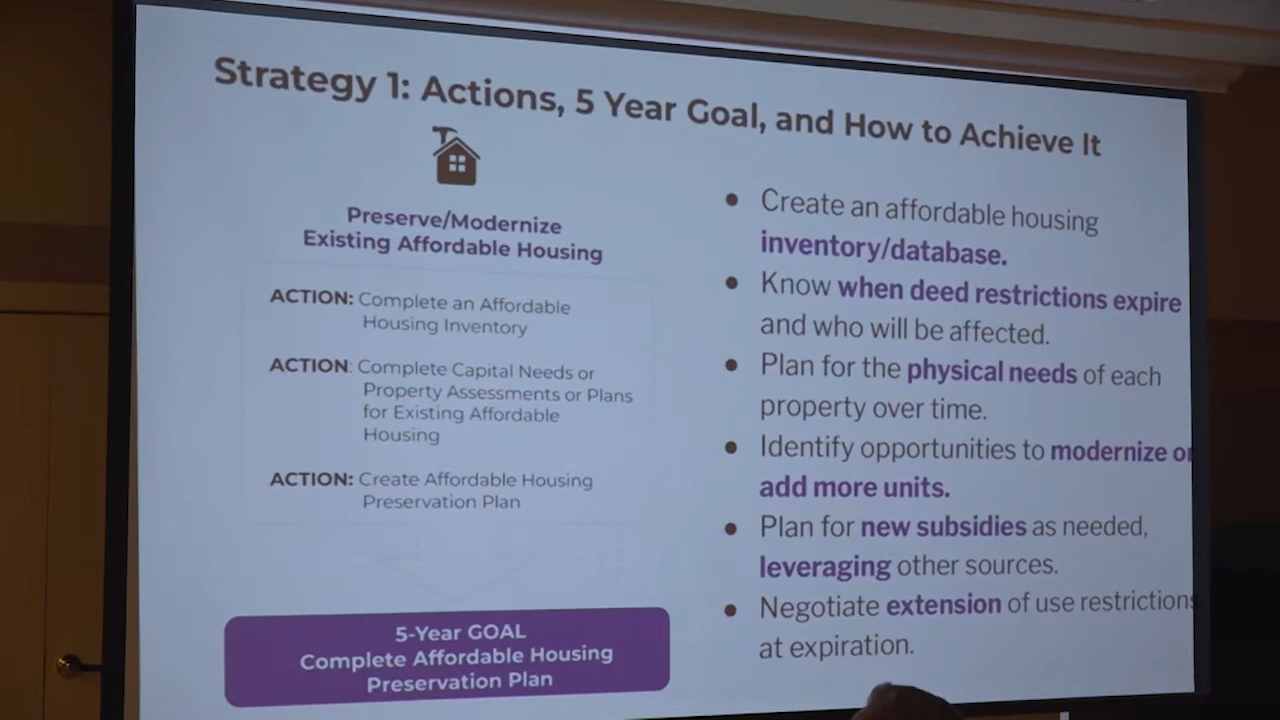 Strategy 1: Actions, 5 Year Goal, and How to Achieve It
Preserve/Modernize
Existing Affordable Housing
ACTION: Complete an Affordable
Housing Inventory
ACTION: Complete Capital Needs or
Property Assessments or Plans
for Existing Affordable
Housing
ACTION: Create Affordable Housing
Preservation Plan
5-Year GOAL
Complete Affordable Housing
Preservation Plan
• Create an affordable housing
inventory/database.
• Know when deed restrictions expire
and who will be affected.
• Plan for the physical needs of each
property over time.
• Identify opportunities to modernize or
add more units.
• Plan for new subsidies as needed,
leveraging other sources.
• Negotiate extension of use restrictions
at expiration.